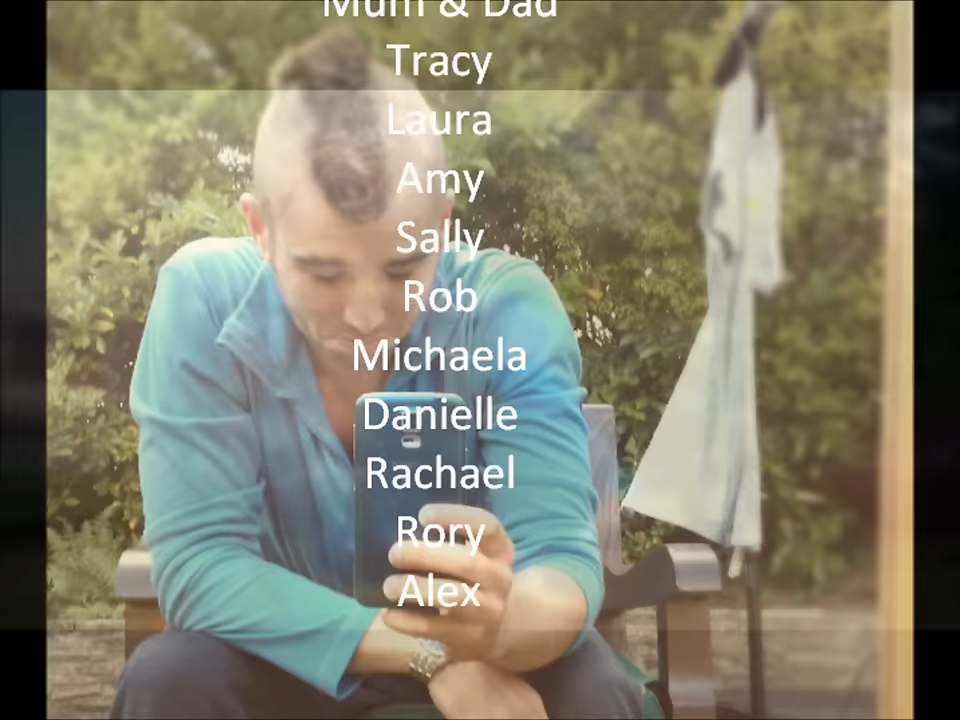 Mum & Dad
Tracy
Laura
Amy
Sally
Rob
Michaela
Danielle
Rachael
Rory
Alex